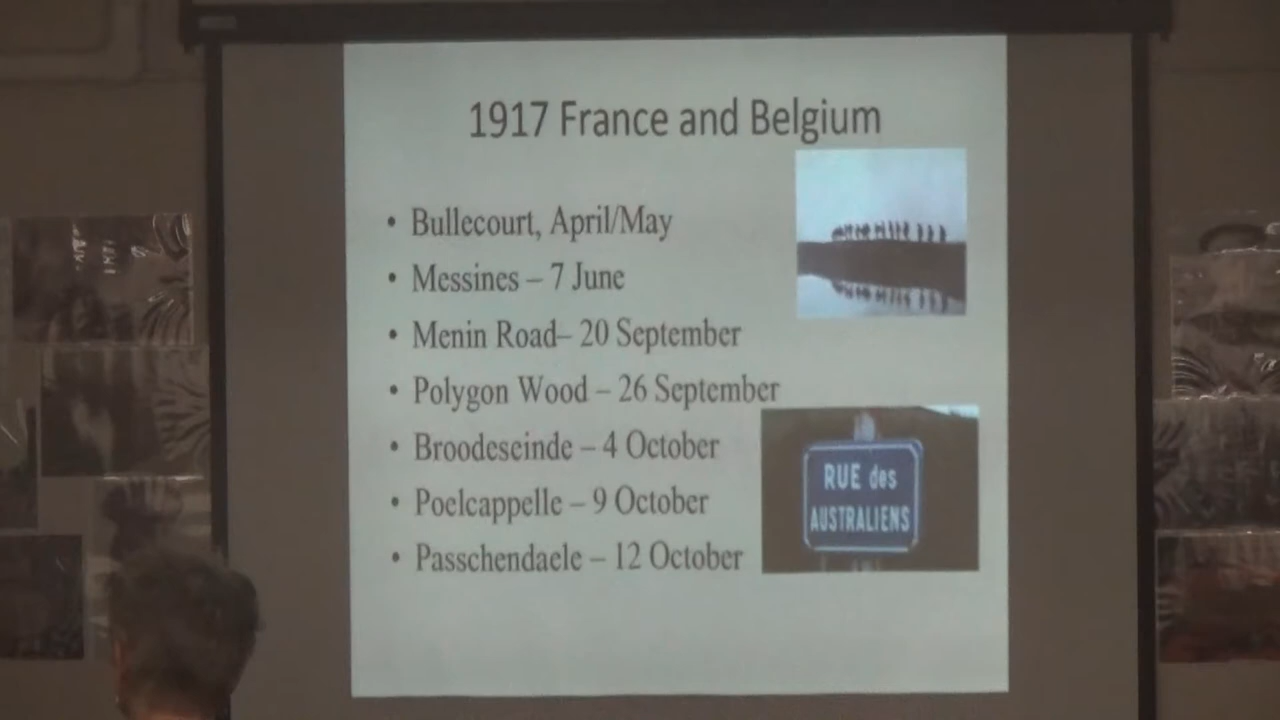 1917 France and Belgium
• Bullecourt, April/May
• Messines – 7 June
• Menin Road– 20 September
• Polygon Wood – 26 September
• Broodeseinde – 4 October
• Poelcappelle – 9 October
• Passchendaele – 12 October
RUE des
AUSTRALIENS